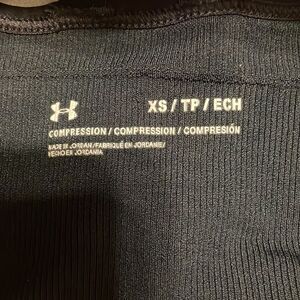 XS / TP / ECH
COMPRESSION / COMPRESSION / COMPRESIÓN
MADE IN JORDAN/FABRIQUÉ EN JORDANIE/
HECHO EN JORDANIA